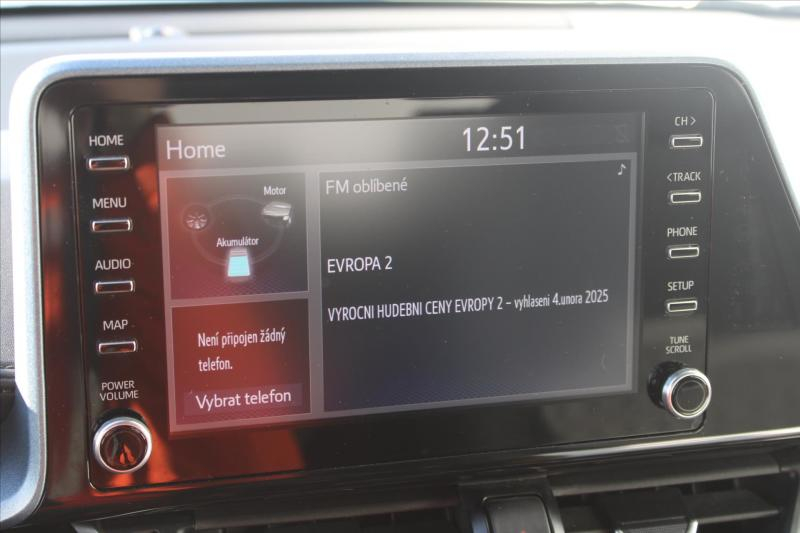 HOME
MENU
AUDIO
MAP
POWER
VOLUME
Home
12:51
Motor
Akumulátor
Není připojen žádný
telefon.
Vybrat telefon
FM oblíbené
♪
EVROPA 2
VYROCNI HUDEBNI CENY EVROPY 2 – vyhlaseni 4.unora 2025
CH >
< TRACK
PHONE
SETUP
TUNE
SCROLL